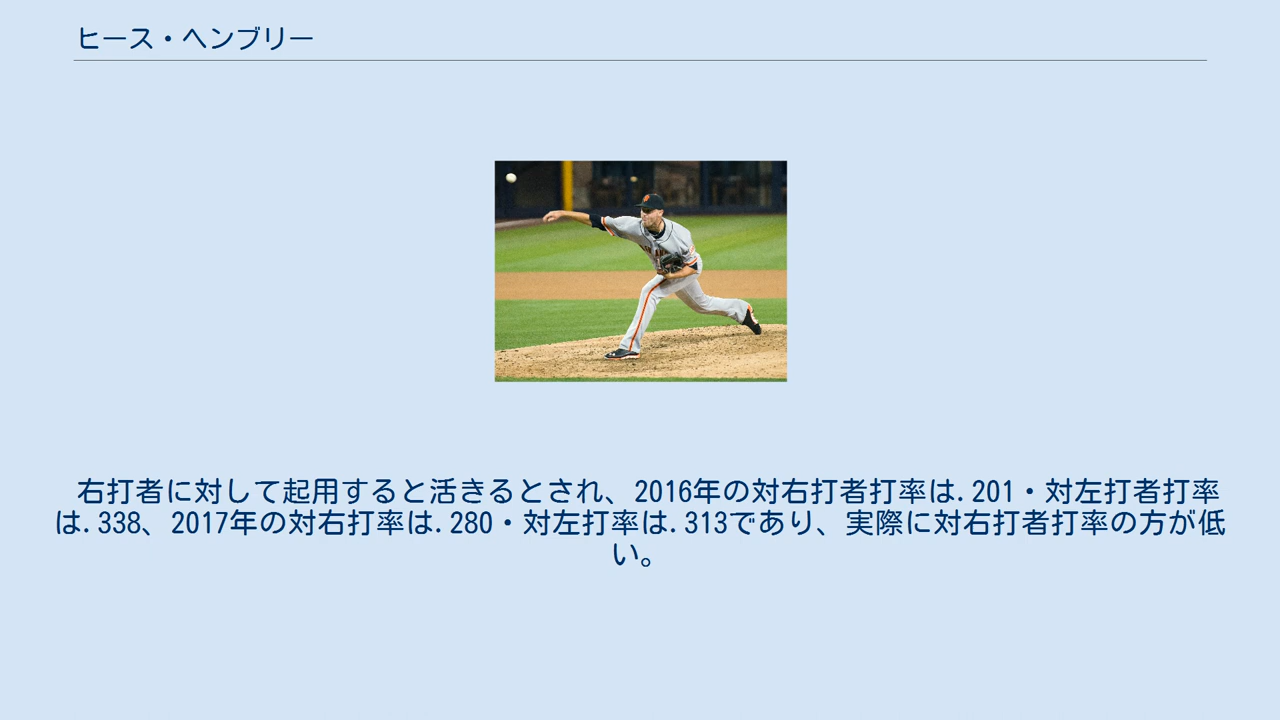 ヒース・ヘンブリー
右打者に対して起用すると活きるとされ、2016年の対右打者打率は.201・対左打者打率
は.338、2017年の対右打率は.280・対左打率は.313であり、実際に対右打者打率の方が低
い。